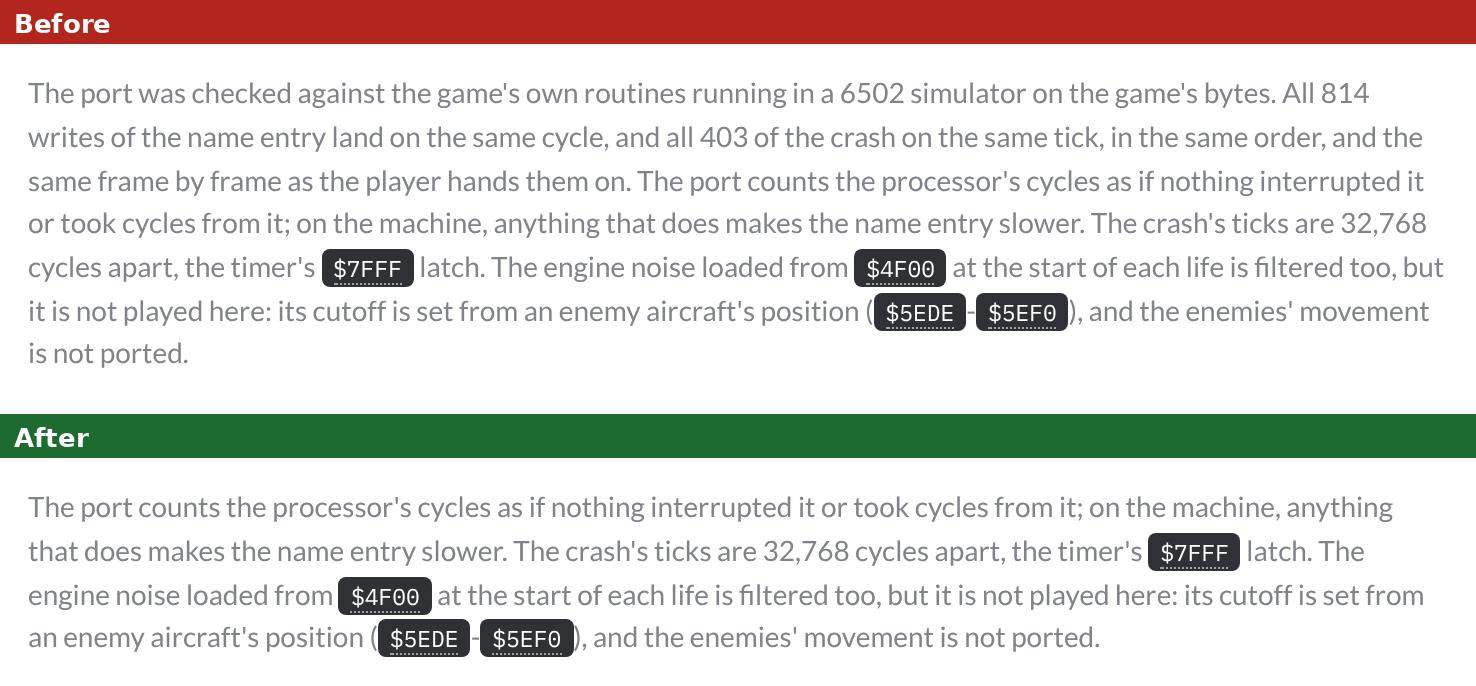 Before
The port was checked against the game's own routines running in a 6502 simulator on the game's bytes. All 814
writes of the name entry land on the same cycle, and all 403 of the crash on the same tick, in the same order, and the
same frame by frame as the player hands them on. The port counts the processor's cycles as if nothing interrupted it
or took cycles from it; on the machine, anything that does makes the name entry slower. The crash's ticks are 32,768
cycles apart, the timer's $7FFF latch. The engine noise loaded from $4F00 at the start of each life is filtered too, but
it is not played here: its cutoff is set from an enemy aircraft's position ($5EDE-$5EF0), and the enemies' movement
is not ported.
After
The port counts the processor's cycles as if nothing interrupted it or took cycles from it; on the machine, anything
that does makes the name entry slower. The crash's ticks are 32,768 cycles apart, the timer's $7FFF latch. The
engine noise loaded from $4F00 at the start of each life is filtered too, but it is not played here: its cutoff is set from
an enemy aircraft's position ($5EDE-$5EF0), and the enemies' movement is not ported.